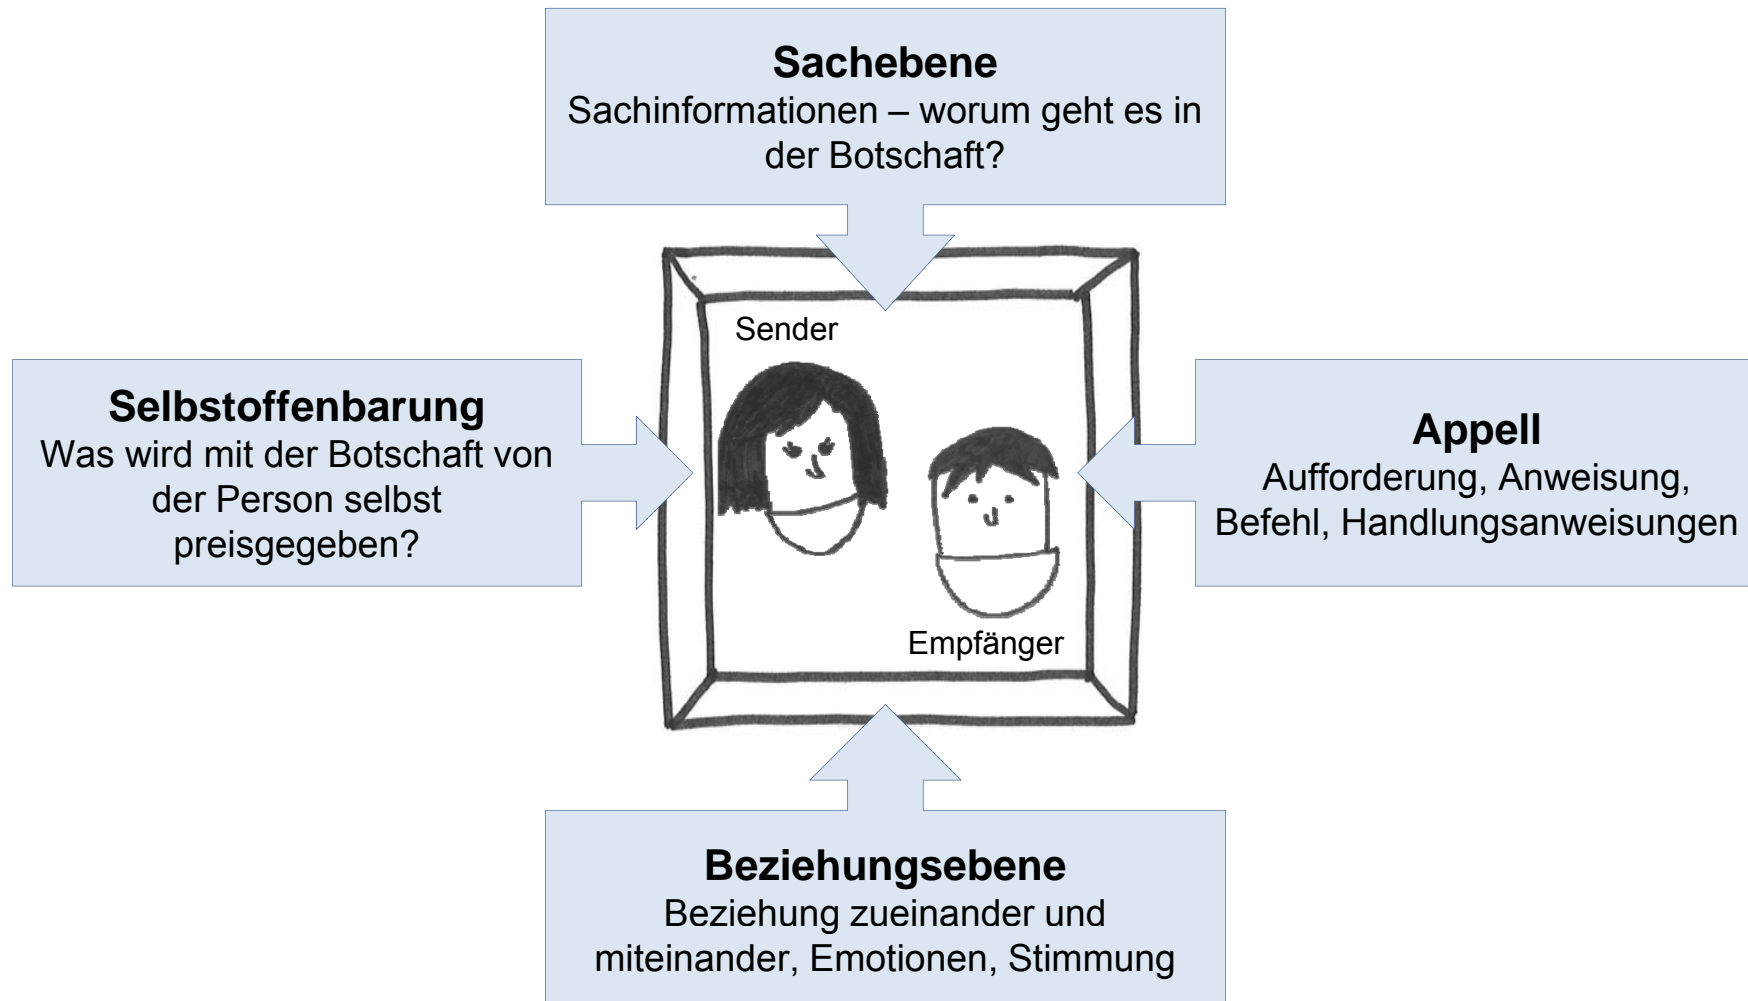 Sachebene
Sachinformationen – worum geht es in
der Botschaft?
Sender
Selbstoffenbarung
Was wird mit der Botschaft von
der Person selbst
preisgegeben?
Appell
Aufforderung, Anweisung,
Befehl, Handlungsanweisungen
Empfänger
Beziehungsebene
Beziehung zueinander und
miteinander, Emotionen, Stimmung